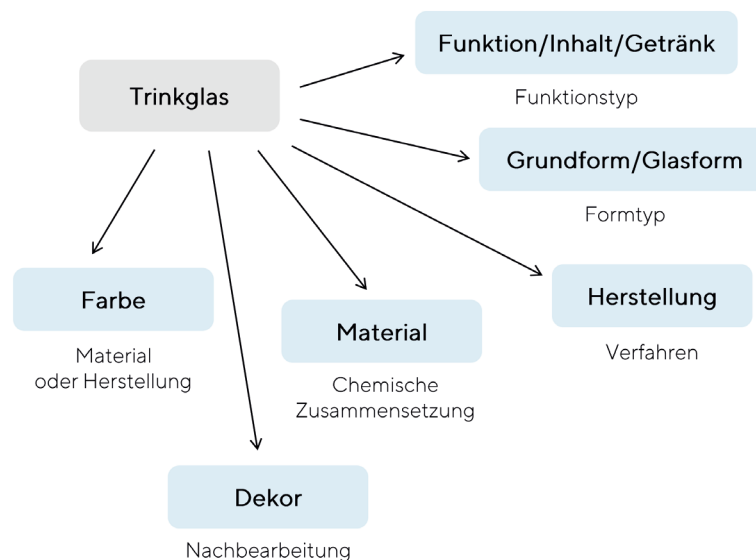 Funktion/Inhalt/Getränk
Funktionstyp
Trinkglas
Grundform/Glasform
Formtyp
Herstellung
Verfahren
Farbe
Material
oder Herstellung
Material
Chemische
Zusammensetzung
Dekor
Nachbearbeitung